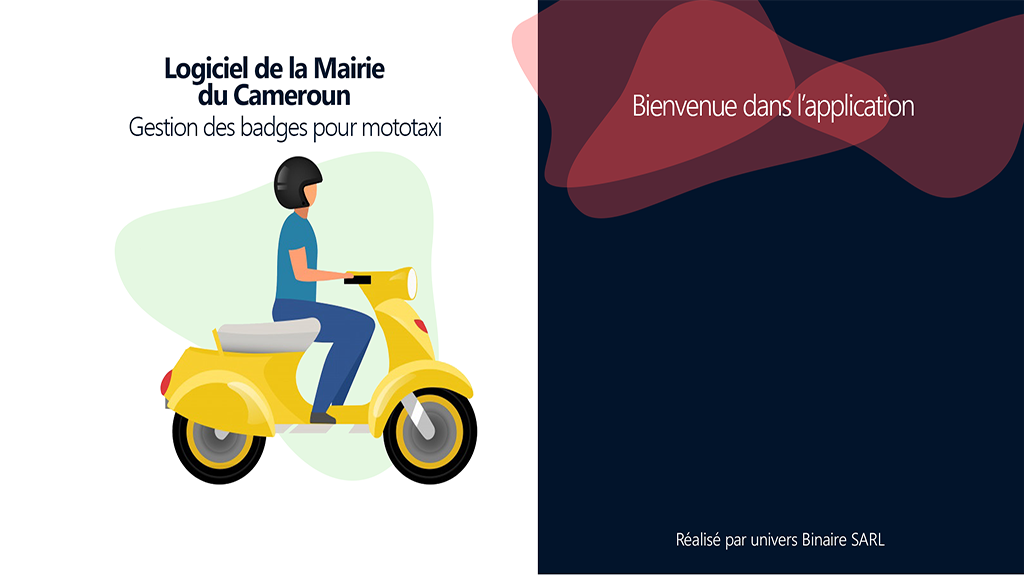 Logiciel de la Mairie
du Cameroun
Gestion des badges pour mototaxi
Bienvenue dans l'application
Réalisé par univers Binaire SARL